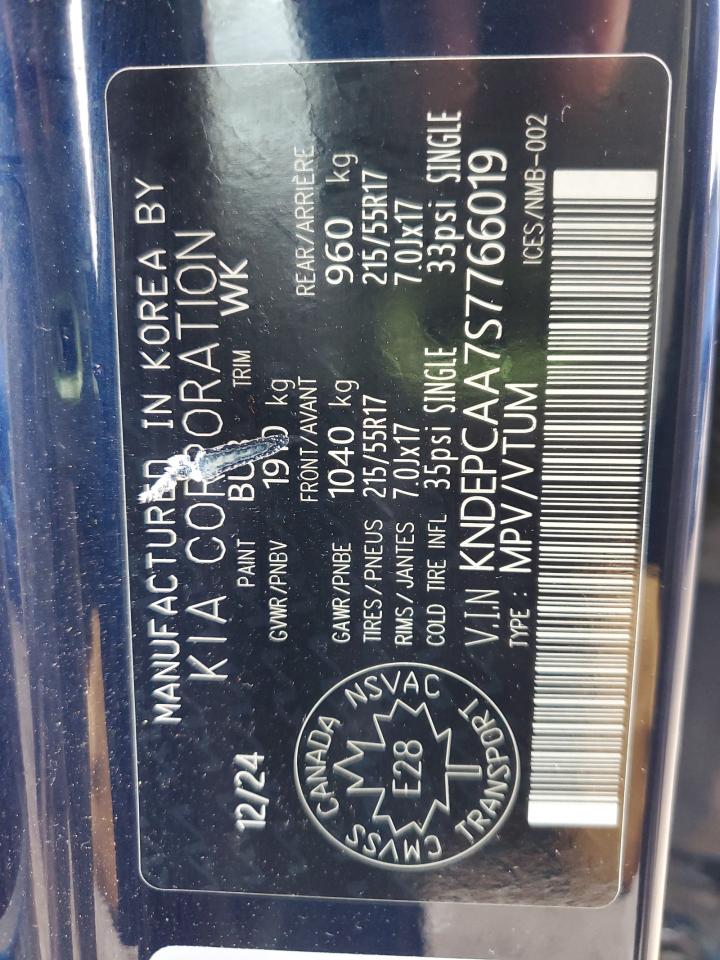 MANUFACTURED IN KOREA BY
KIA CORPORATION
12/24
PAINT TRIM WK
GVWR/PNBV kg
FRONT/AVANT REAR/ARRIÈRE
GAWR/PNBE 1040 kg 960 kg
TIRES/PNEUS 215/55R17 215/55R17
RIMS/JANTES 7.0Jx17 7.0Jx17
COLD TIRE INFL 35psi SINGLE 33psi SINGLE
V.I.N KNDEPCAA7S7766019
TYPE : MPV/VTUM ICES/NMB-002
CANADA
CMVSS NSVAC
E28
TRANSPORT